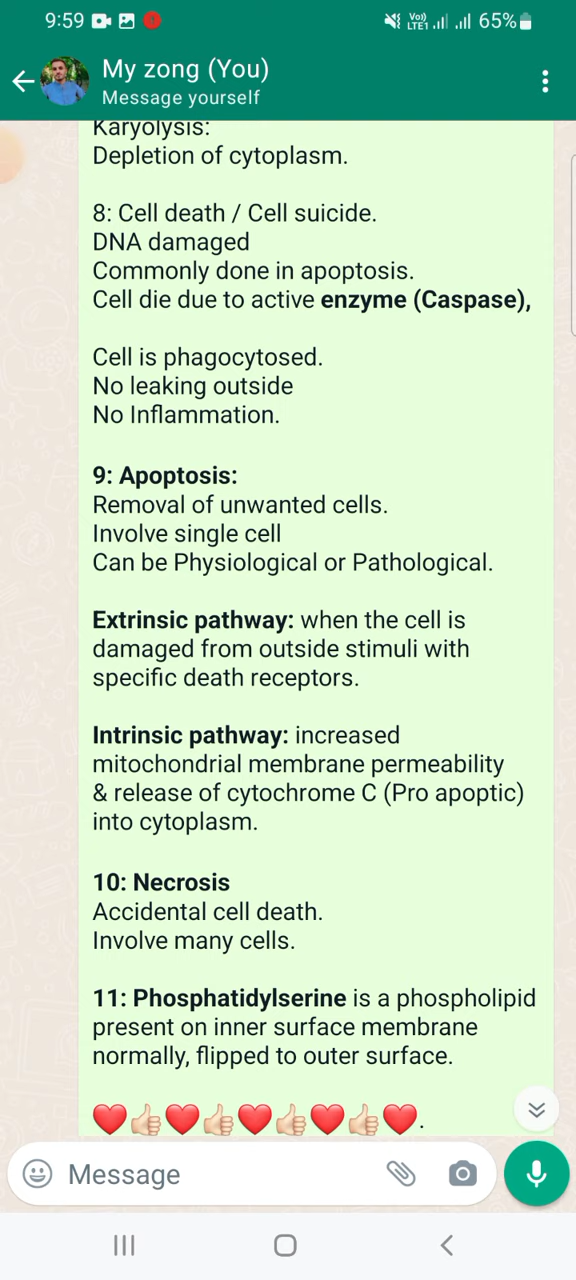 9:59 Vo) LTE1 65%
My zong (You)
Message yourself
Karyolysis:
Depletion of cytoplasm.
8: Cell death / Cell suicide.
DNA damaged
Commonly done in apoptosis.
Cell die due to active enzyme (Caspase),
Cell is phagocytosed.
No leaking outside
No Inflammation.
9: Apoptosis:
Removal of unwanted cells.
Involve single cell
Can be Physiological or Pathological.
Extrinsic pathway: when the cell is
damaged from outside stimuli with
specific death receptors.
Intrinsic pathway: increased
mitochondrial membrane permeability
& release of cytochrome C (Pro apoptic)
into cytoplasm.
10: Necrosis
Accidental cell death.
Involve many cells.
11: Phosphatidylserine is a phospholipid
present on inner surface membrane
normally, flipped to outer surface.
❤️👍🏻❤️👍🏻❤️👍🏻❤️👍🏻❤️.
Message